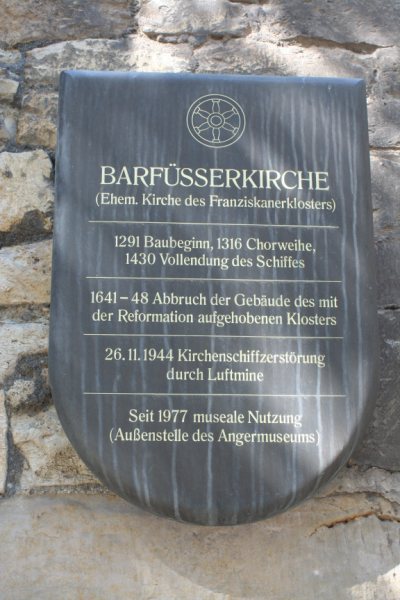 BARFÜSSERKIRCHE
(Ehem. Kirche des Franziskanerklosters)
1291 Baubeginn, 1316 Chorweihe,
1430 Vollendung des Schiffes
1641 – 48 Abbruch der Gebäude des mit
der Reformation aufgehobenen Klosters
26.11.1944 Kirchenschiffzerstörung
durch Luftmine
Seit 1977 museale Nutzung
(Außenstelle des Angermuseums)